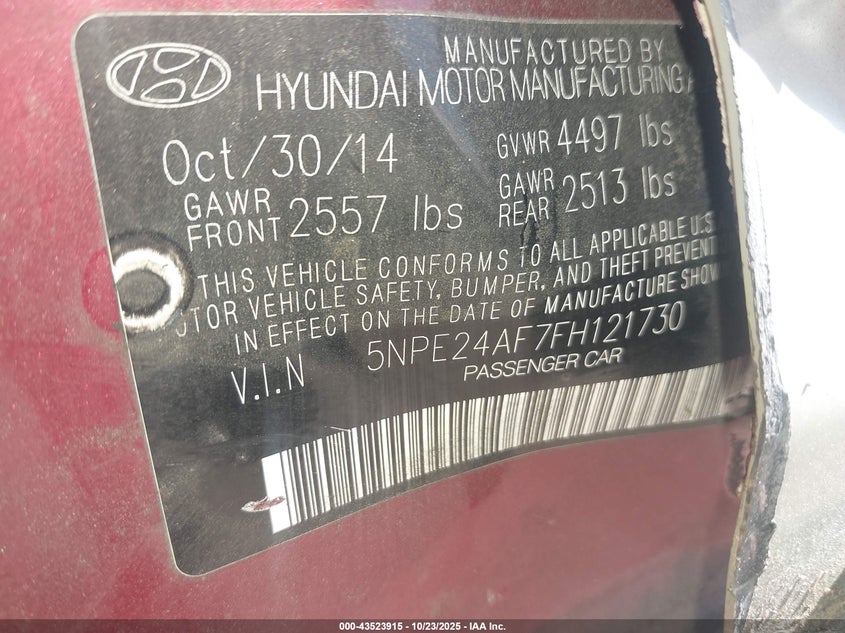 MANUFACTURED BY
HYUNDAI MOTOR MANUFACTURING
Oct/30/14
GVWR 4497 lbs
GAWR FRONT 2557 lbs
GAWR REAR 2513 lbs
THIS VEHICLE CONFORMS TO ALL APPLICABLE U.S
VEHICLE SAFETY, BUMPER, AND THEFT PREVENT
IN EFFECT ON THE DATE OF MANUFACTURE SHOW
V.I.N 5NPE24AF7FH121730
PASSENGER CAR
000-43523915 - 10/23/2025 - IAA Inc.